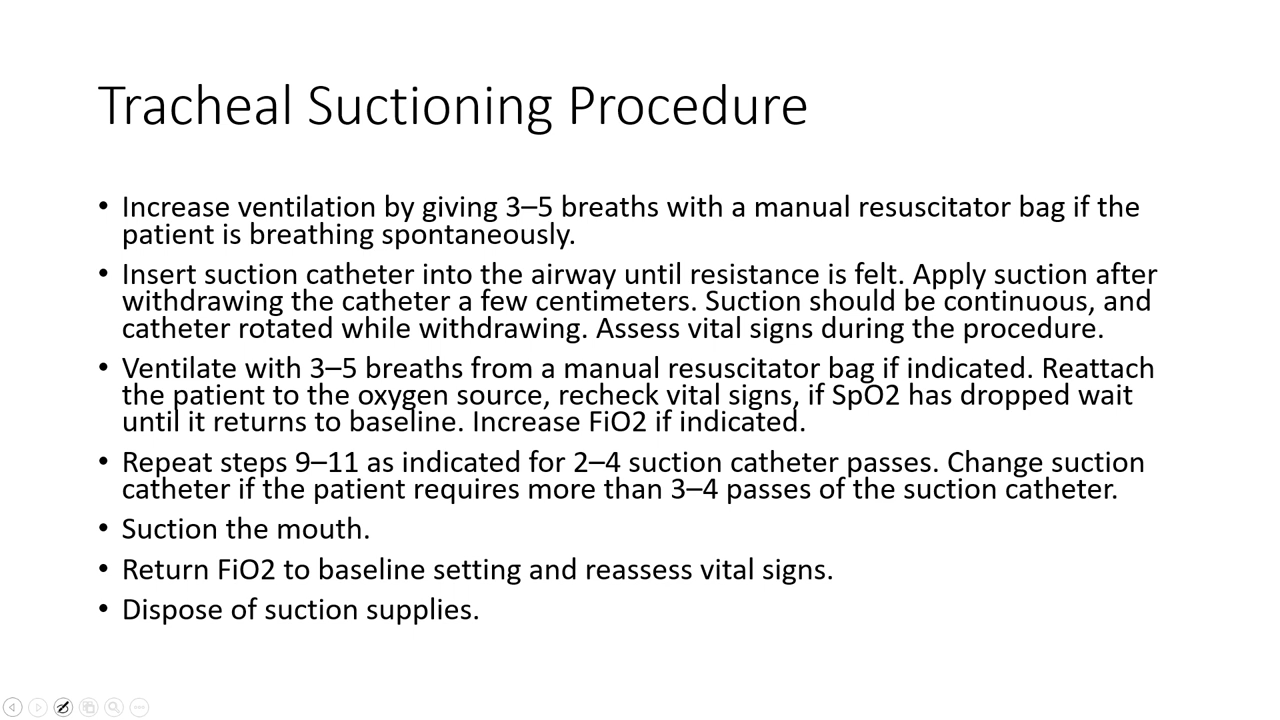 Tracheal Suctioning Procedure
• Increase ventilation by giving 3–5 breaths with a manual resuscitator bag if the
patient is breathing spontaneously.
• Insert suction catheter into the airway until resistance is felt. Apply suction after
withdrawing the catheter a few centimeters. Suction should be continuous, and
catheter rotated while withdrawing. Assess vital signs during the procedure.
• Ventilate with 3–5 breaths from a manual resuscitator bag if indicated. Reattach
the patient to the oxygen source, recheck vital signs, if SpO2 has dropped wait
until it returns to baseline. Increase FiO2 if indicated.
• Repeat steps 9–11 as indicated for 2–4 suction catheter passes. Change suction
catheter if the patient requires more than 3–4 passes of the suction catheter.
• Suction the mouth.
• Return FiO2 to baseline setting and reassess vital signs.
• Dispose of suction supplies.